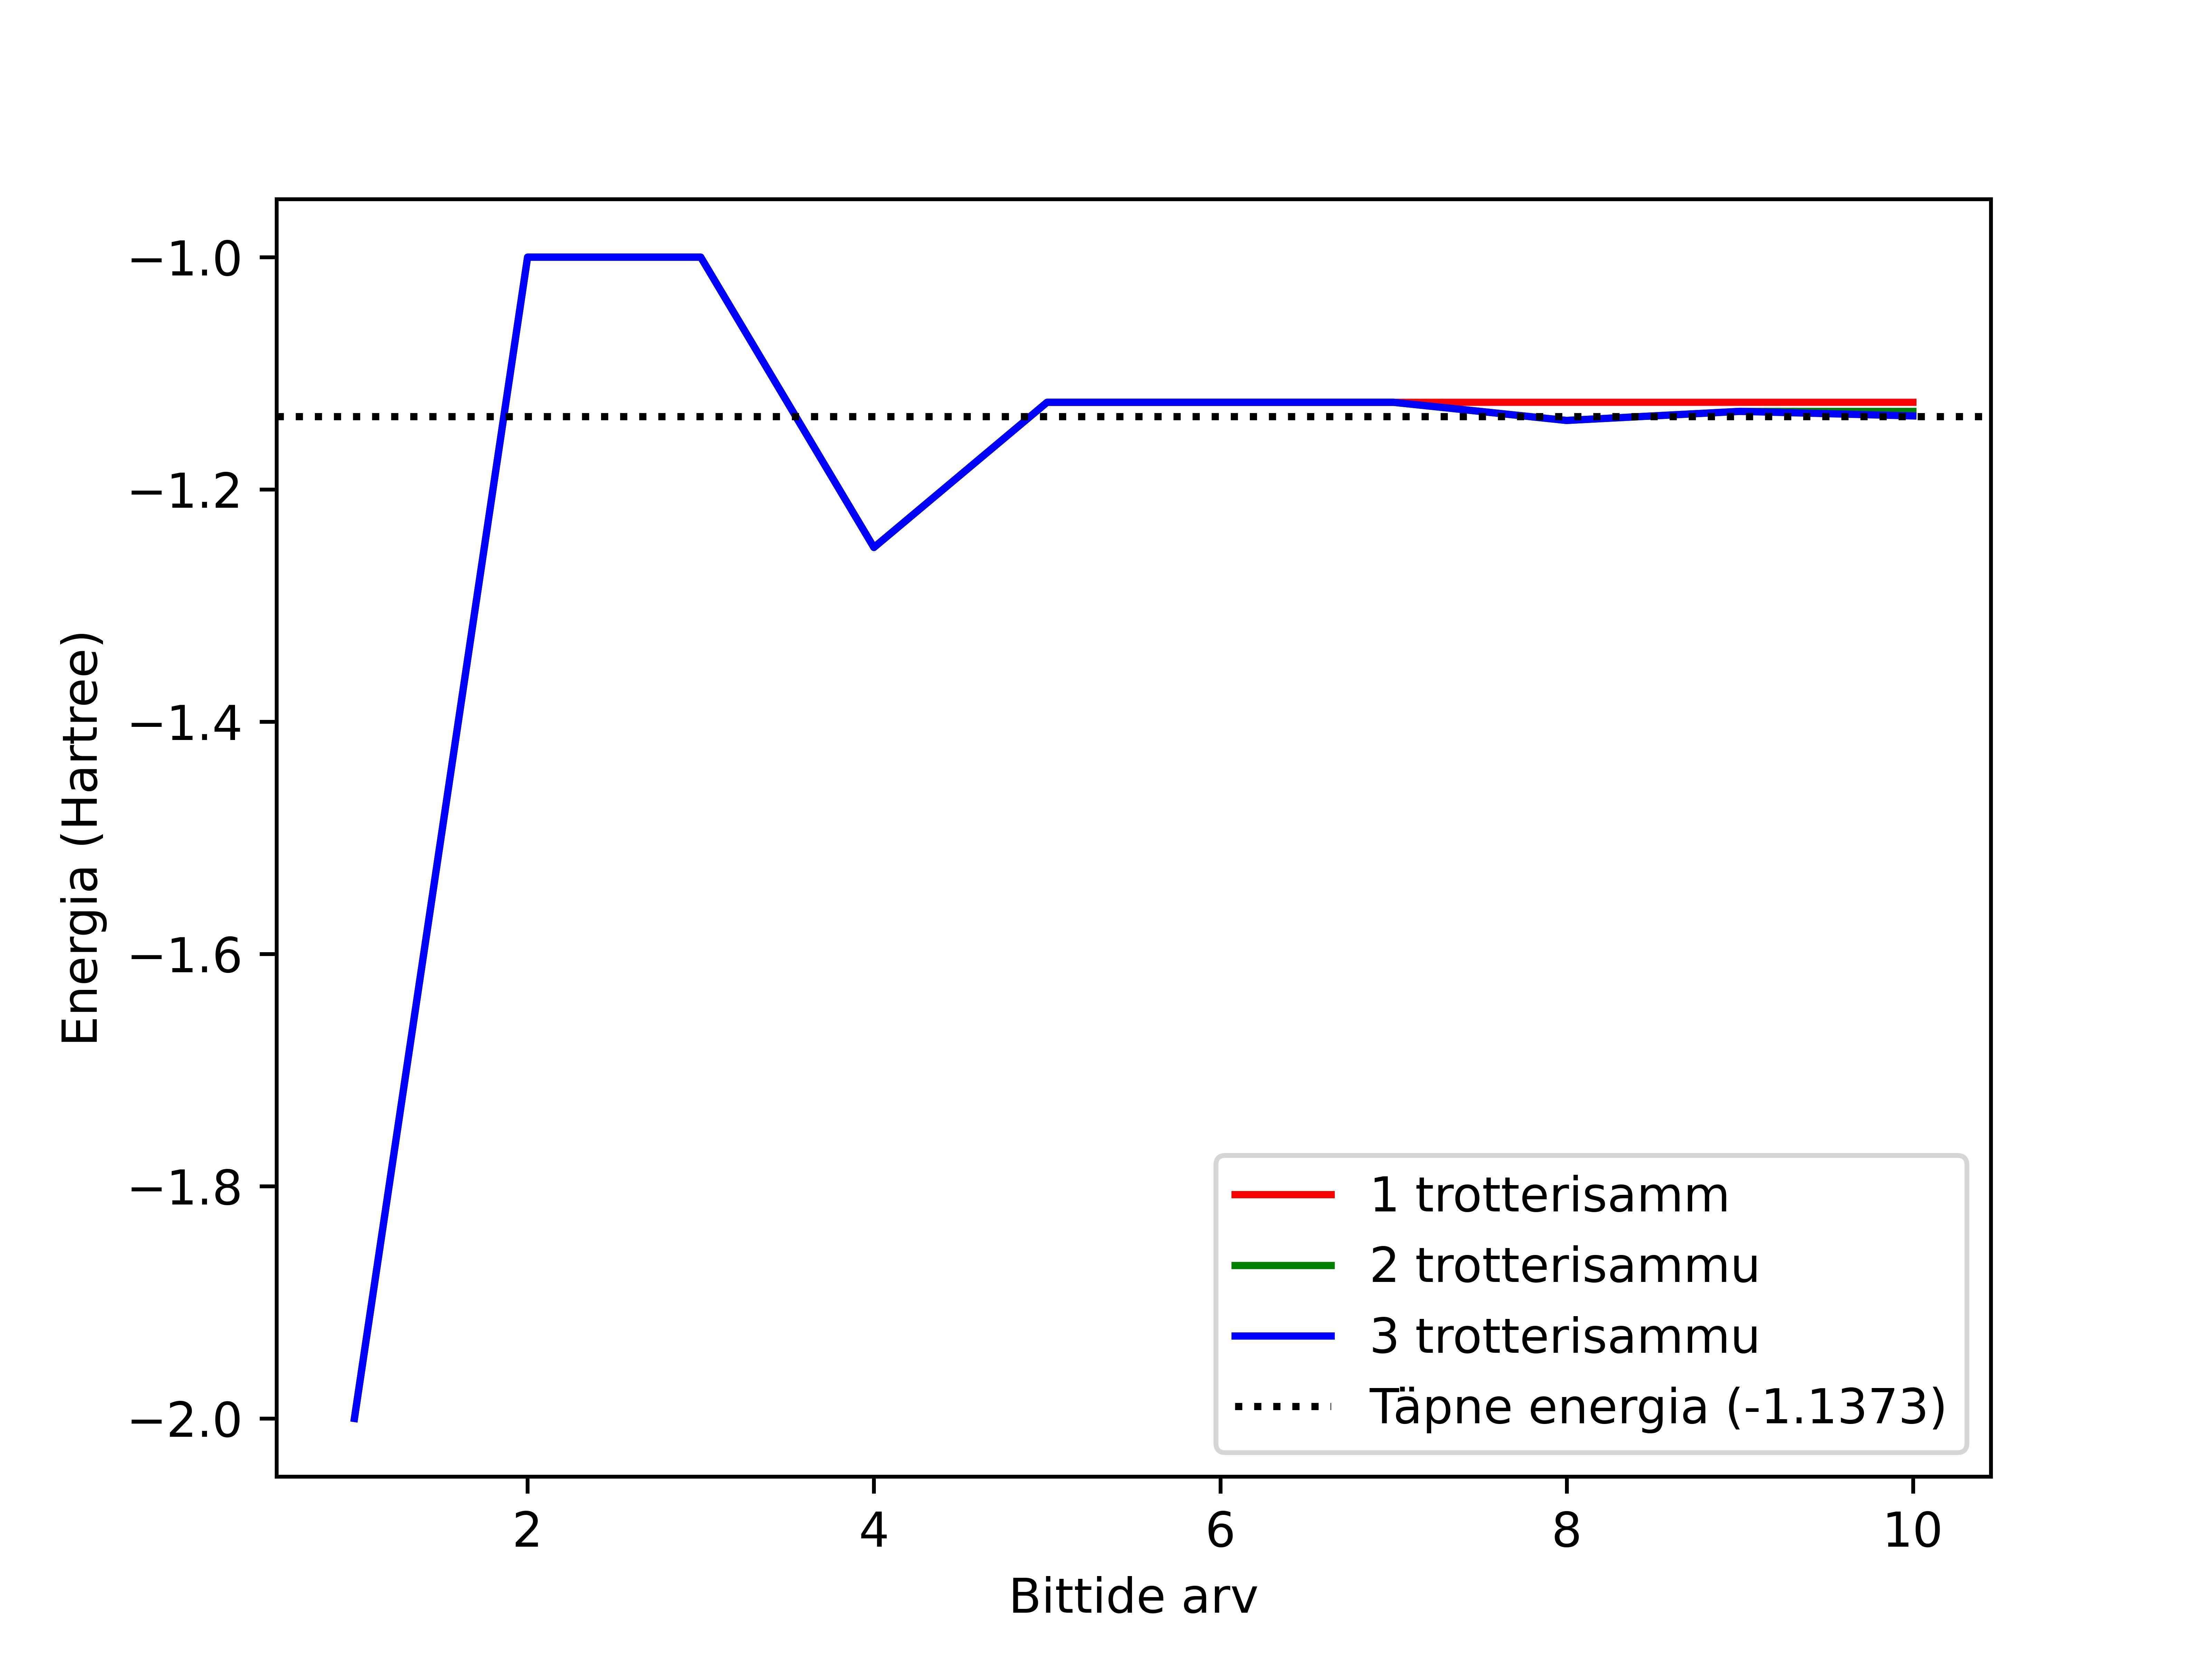 −1.0
−1.2
−1.4
−1.6
−1.8
−2.0
Energia (Hartree)
2 4 6 8 10
Bittide arv
1 trotterisamm
2 trotterisammu
3 trotterisammu
Täpne energia (-1.1373)